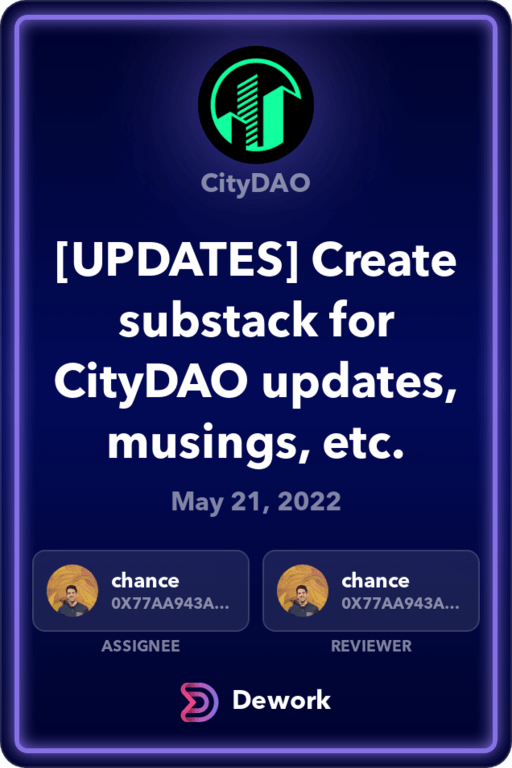 CityDAO
[UPDATES] Create
substack for
CityDAO updates,
musings, etc.
May 21, 2022
chance
0X77AA943A...
ASSIGNEE
chance
0X77AA943A...
REVIEWER
Dework